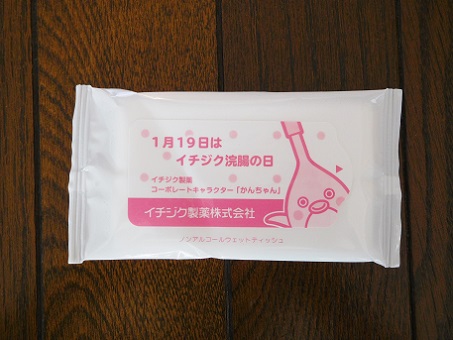 1月19日は
イチジク浣腸の日
イチジク製薬
コーポレートキャラクター「かんちゃん」
イチジク製薬株式会社
ノンアルコールウェットティッシュ